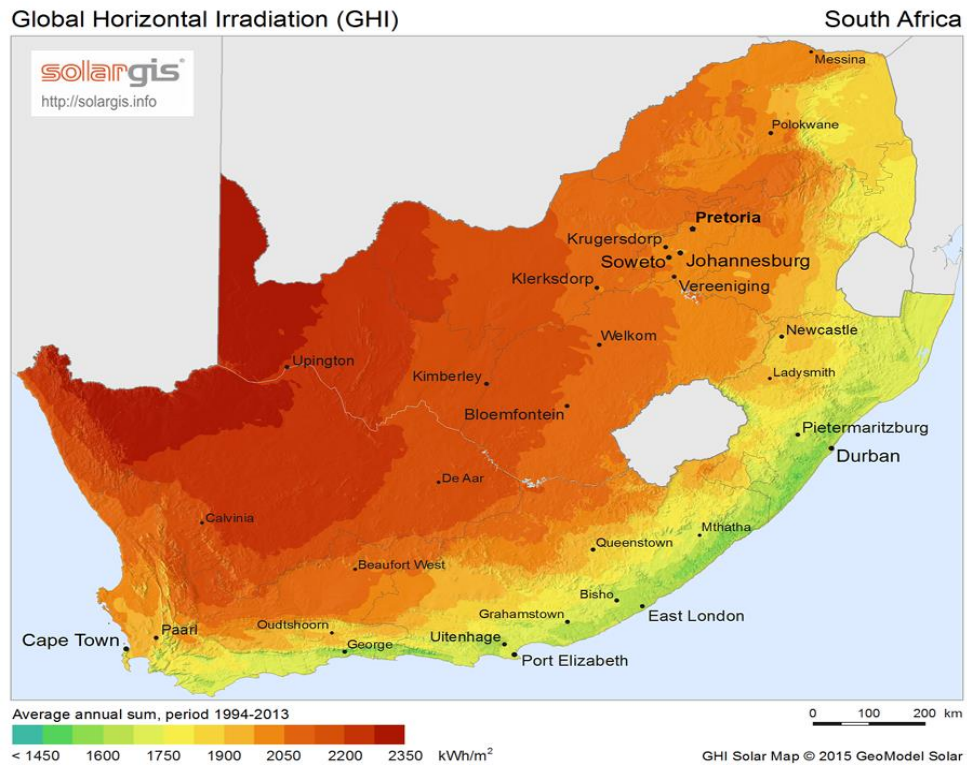 Global Horizontal Irradiation (GHI)
South Africa
solargis®
http://solargis.info
Messina
Polokwane
Pretoria
Krugersdorp
Soweto
Johannesburg
Klerksdorp
Vereeniging
Welkom
Newcastle
Upington
Kimberley
Ladysmith
Bloemfontein
Pietermaritzburg
Durban
De Aar
Calvinia
Mthatha
Queenstown
Beaufort West
Bisho
Grahamstown
East London
Oudtshoorn
Paarl
Cape Town
George
Uitenhage
Port Elizabeth
Average annual sum, period 1994-2013
0 100 200 km
< 1450 1600 1750 1900 2050 2200 2350 kWh/m²
GHI Solar Map © 2015 GeoModel Solar